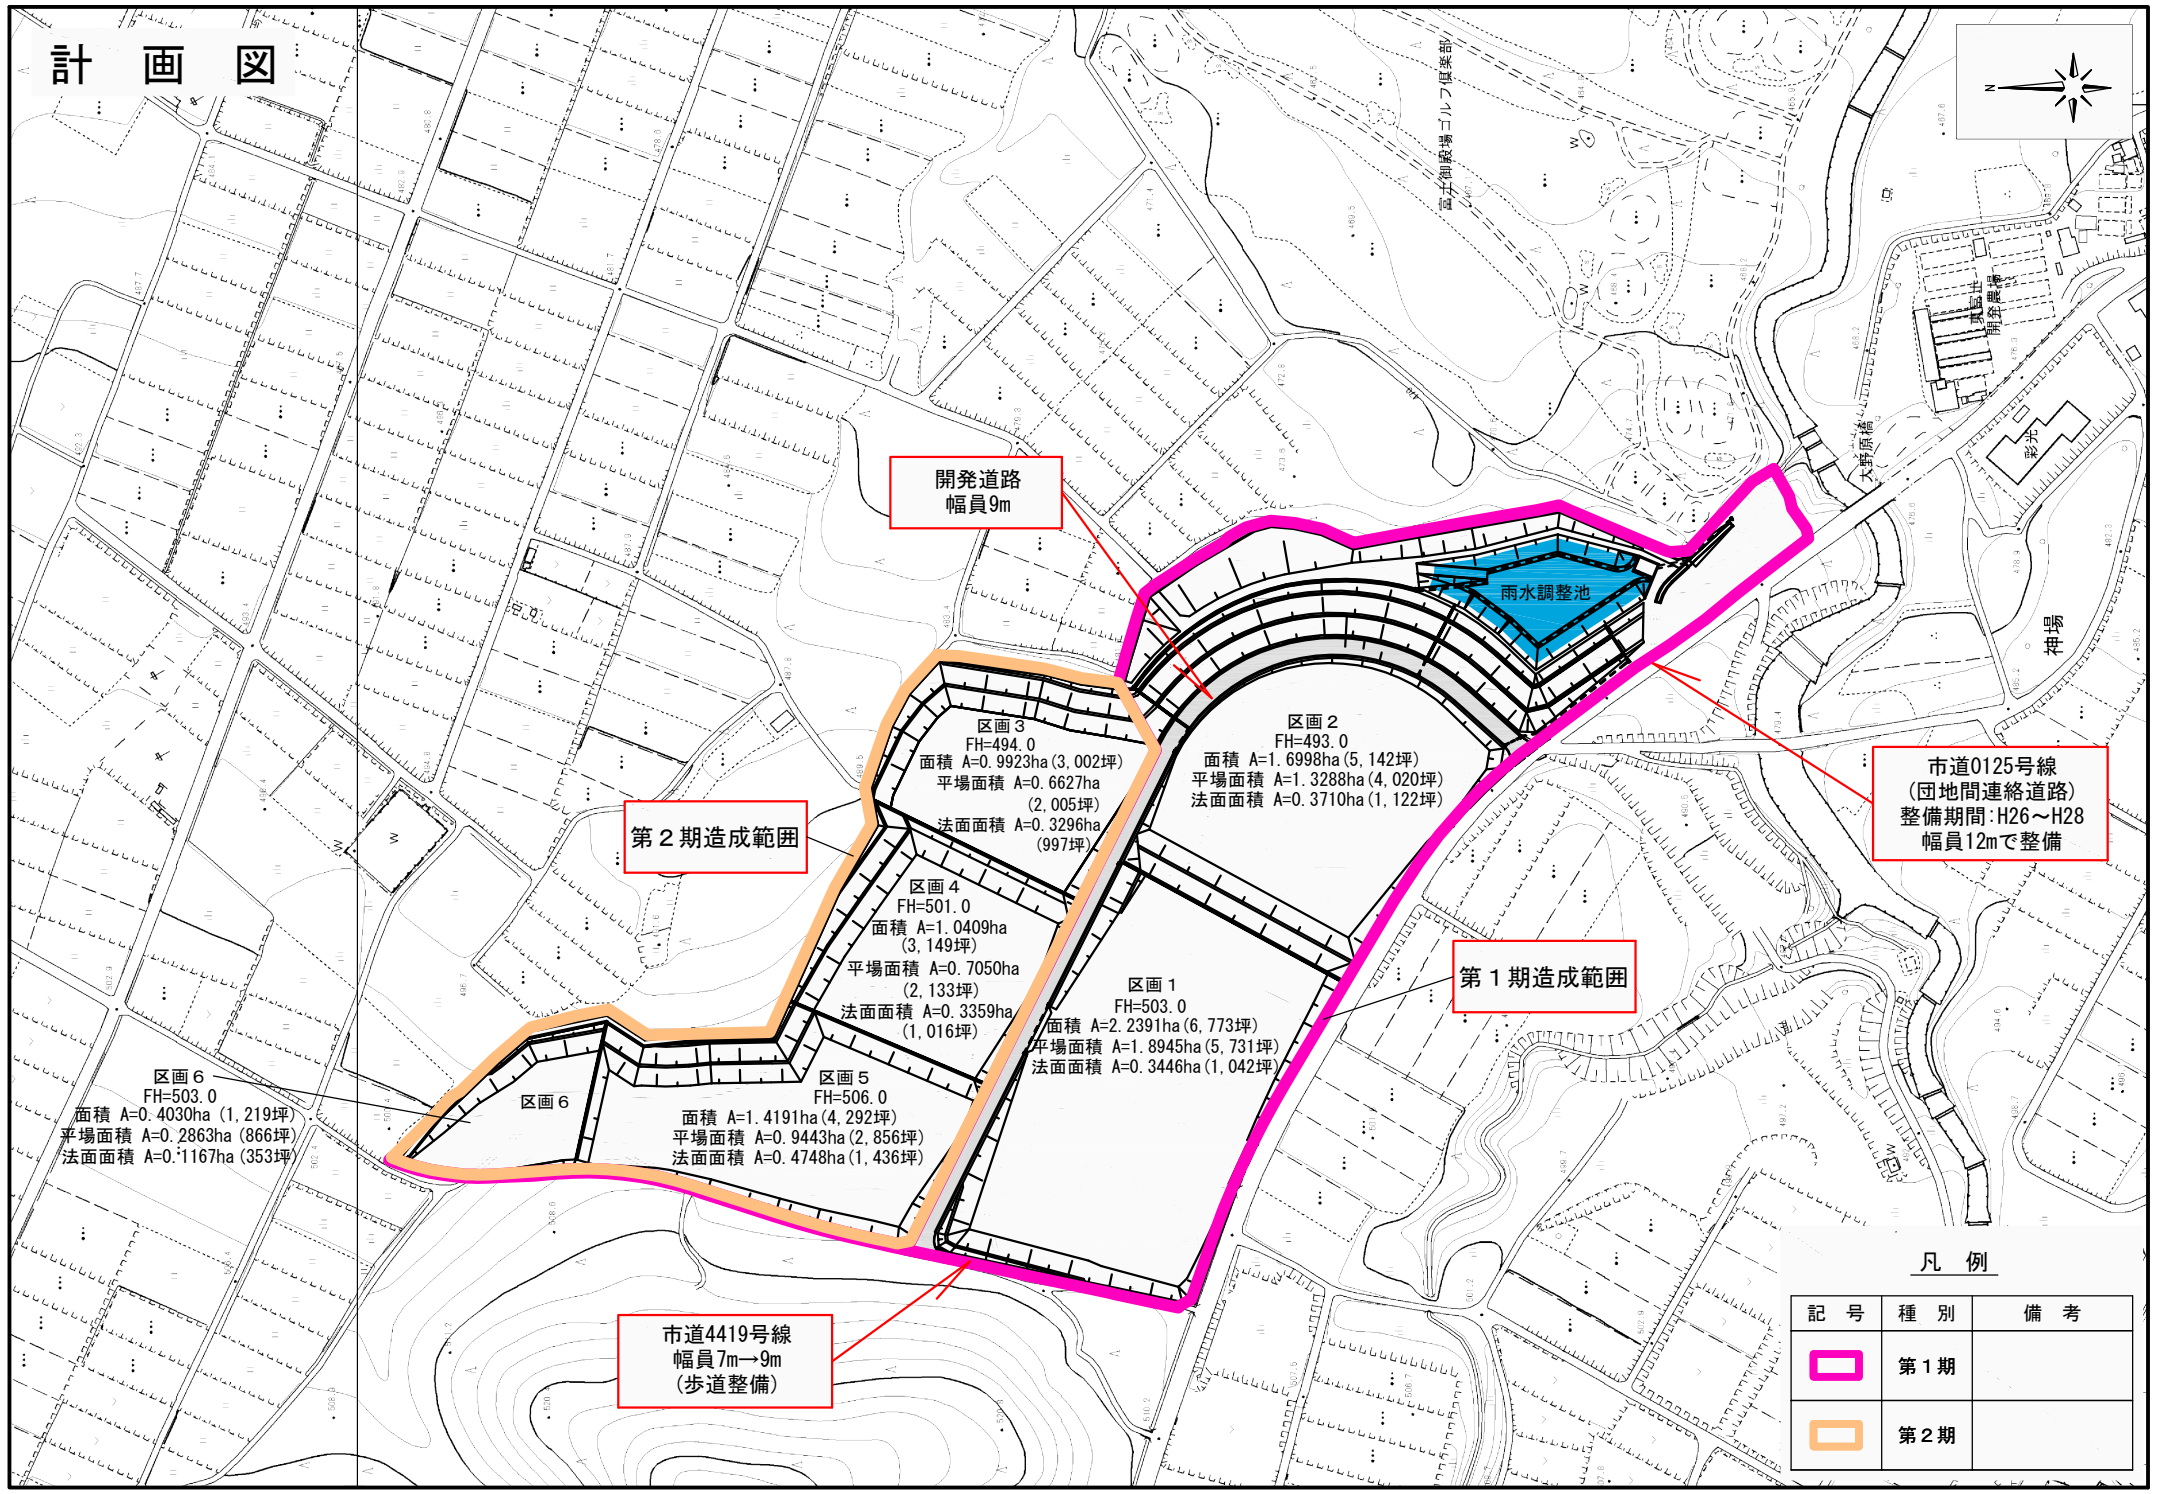 計 画 図
N
富士御殿場ゴルフ倶楽部
大野原橋
東富士
開発農場
彩光
神場
開発道路
幅員9m
雨水調整池
区画３
FH=494.0
面積 A=0.9923ha(3,002坪)
平場面積 A=0.6627ha
(2,005坪)
法面面積 A=0.3296ha
(997坪)
区画２
FH=493.0
面積 A=1.6998ha(5,142坪)
平場面積 A=1.3288ha(4,020坪)
法面面積 A=0.3710ha(1,122坪)
市道0125号線
(団地間連絡道路)
整備期間:H26～H28
幅員12mで整備
第２期造成範囲
区画４
FH=501.0
面積 A=1.0409ha
(3,149坪)
平場面積 A=0.7050ha
(2,133坪)
法面面積 A=0.3359ha
(1,016坪)
区画１
FH=503.0
面積 A=2.2391ha(6,773坪)
平場面積 A=1.8945ha(5,731坪)
法面面積 A=0.3446ha(1,042坪)
第１期造成範囲
区画６
FH=503.0
面積 A=0.4030ha (1,219坪)
平場面積 A=0.2863ha (866坪)
法面面積 A=0.1167ha (353坪)
区画６
区画５
FH=506.0
面積 A=1.4191ha(4,292坪)
平場面積 A=0.9443ha(2,856坪)
法面面積 A=0.4748ha(1,436坪)
市道4419号線
幅員7m→9m
(歩道整備)
凡 例
記 号 種 別 備 考
第１期
第２期